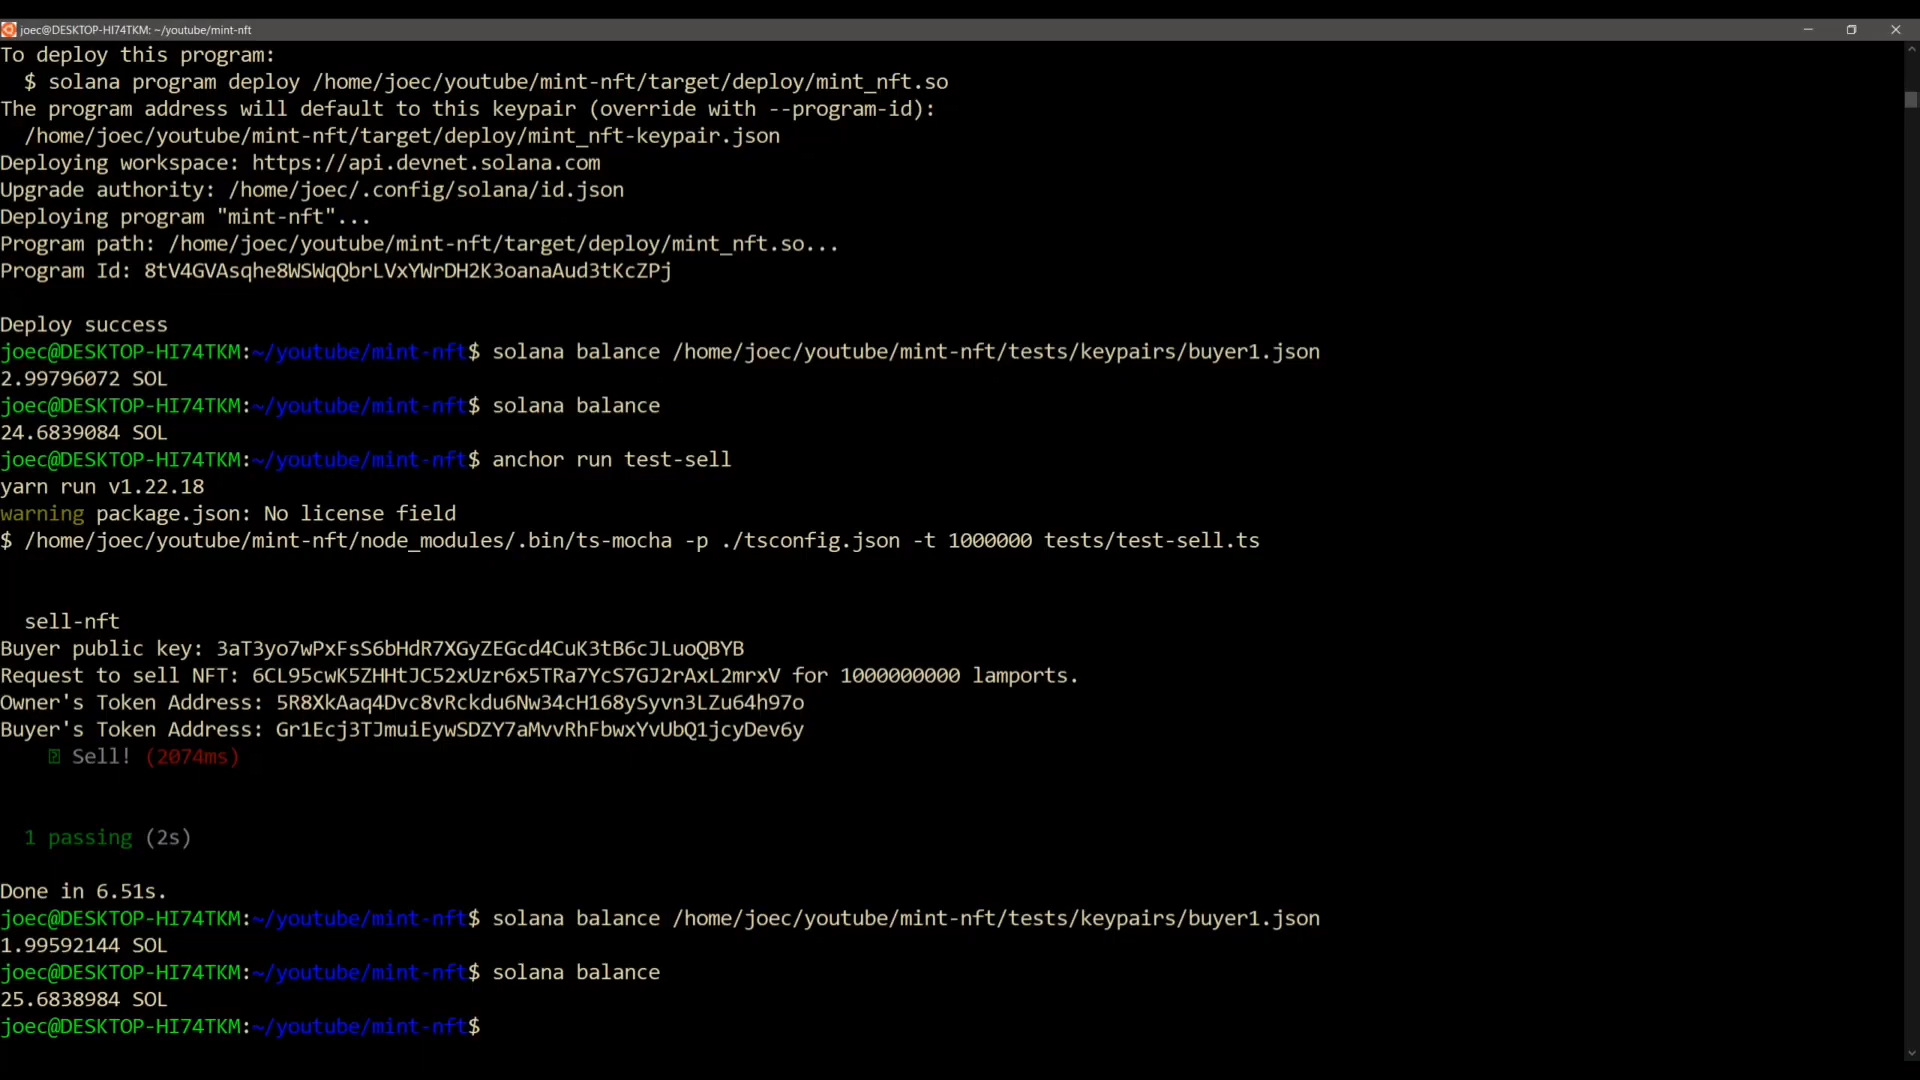 joec@DESKTOP-HI74TKM: ~/youtube/mint-nft
To deploy this program:
  $ solana program deploy /home/joec/youtube/mint-nft/target/deploy/mint_nft.so
The program address will default to this keypair (override with --program-id):
  /home/joec/youtube/mint-nft/target/deploy/mint_nft-keypair.json
Deploying workspace: https://api.devnet.solana.com
Upgrade authority: /home/joec/.config/solana/id.json
Deploying program "mint-nft"...
Program path: /home/joec/youtube/mint-nft/target/deploy/mint_nft.so...
Program Id: 8tV4GVAsqhe8WSWqQbrLVxYWrDH2K3oanaAud3tKcZPj
Deploy success
joec@DESKTOP-HI74TKM:~/youtube/mint-nft$ solana balance /home/joec/youtube/mint-nft/tests/keypairs/buyer1.json
2.99796072 SOL
joec@DESKTOP-HI74TKM:~/youtube/mint-nft$ solana balance
24.6839084 SOL
joec@DESKTOP-HI74TKM:~/youtube/mint-nft$ anchor run test-sell
yarn run v1.22.18
warning package.json: No license field
$ /home/joec/youtube/mint-nft/node_modules/.bin/ts-mocha -p ./tsconfig.json -t 1000000 tests/test-sell.ts
  sell-nft
Buyer public key: 3aT3yo7wPxFsS6bHdR7XGyZEGcd4CuK3tB6cJLuoQBYB
Request to sell NFT: 6CL95cwK5ZHHtJC52xUzr6x5TRa7YcS7GJ2rAxL2mrxV for 1000000000 lamports.
Owner's Token Address: 5R8XkAaq4Dvc8vRckdu6Nw34cH168ySyvn3LZu64h97o
Buyer's Token Address: Gr1Ecj3TJmuiEywSDZY7aMvvRhFbwxYvUbQ1jcyDev6y
    Sell! (2074ms)
  1 passing (2s)
Done in 6.51s.
joec@DESKTOP-HI74TKM:~/youtube/mint-nft$ solana balance /home/joec/youtube/mint-nft/tests/keypairs/buyer1.json
1.99592144 SOL
joec@DESKTOP-HI74TKM:~/youtube/mint-nft$ solana balance
25.6838984 SOL
joec@DESKTOP-HI74TKM:~/youtube/mint-nft$